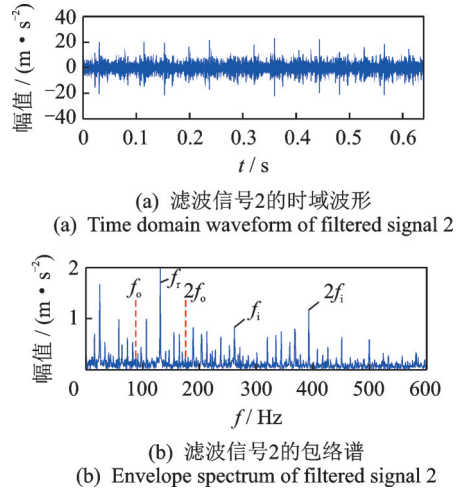 40
20
0
−20
−40
幅值 / (m·s⁻²)
0 0.1 0.2 0.3 0.4 0.5 0.6
t / s
(a) 滤波信号2的时域波形
(a) Time domain waveform of filtered signal 2
2
1
幅值 / (m·s⁻²)
fo fr 2fo fi 2fi
0 100 200 300 400 500 600
f / Hz
(b) 滤波信号2的包络谱
(b) Envelope spectrum of filtered signal 2